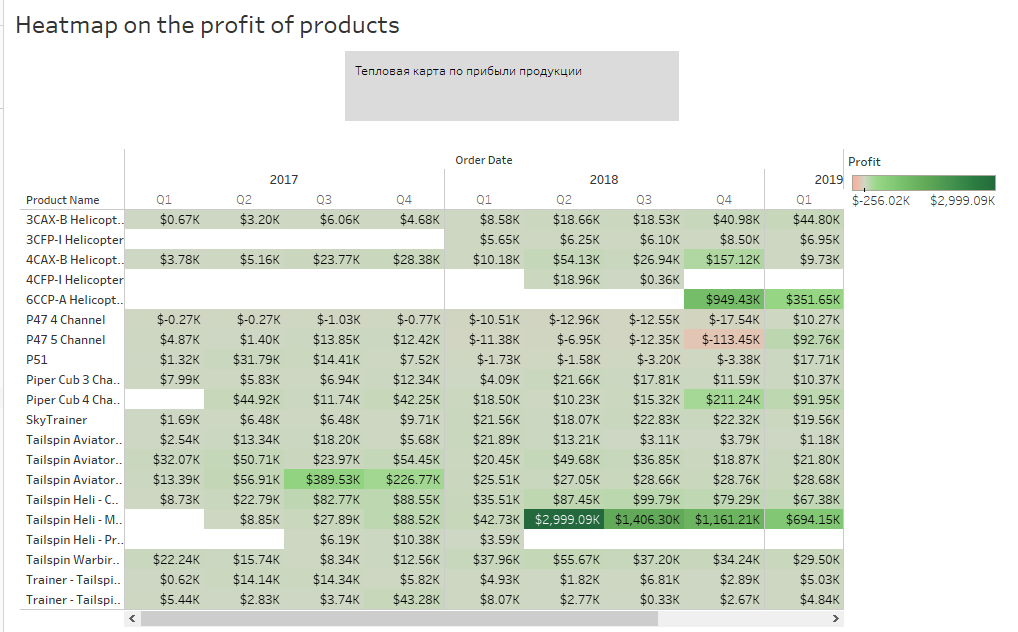 Heatmap on the profit of products
Тепловая карта по прибыли продукции
Order Date
Profit
2017 2018 2019
$-256.02K $2,999.09K
Product Name Q1 Q2 Q3 Q4 Q1 Q2 Q3 Q4 Q1
3CAX-B Helicopt.. $0.67K $3.20K $6.06K $4.68K $8.58K $18.66K $18.53K $40.98K $44.80K
3CFP-I Helicopter $5.65K $6.25K $6.10K $8.50K $6.95K
4CAX-B Helicopt.. $3.78K $5.16K $23.77K $28.38K $10.18K $54.13K $26.94K $157.12K $9.73K
4CFP-I Helicopter $18.96K $0.36K
6CCP-A Helicopt.. $949.43K $351.65K
P47 4 Channel $-0.27K $-0.27K $-1.03K $-0.77K $-10.51K $-12.96K $-12.55K $-17.54K $10.27K
P47 5 Channel $4.87K $1.40K $13.85K $12.42K $-11.38K $-6.95K $-12.35K $-113.45K $92.76K
P51 $1.32K $31.79K $14.41K $7.52K $-1.73K $-1.58K $-3.20K $-3.38K $17.71K
Piper Cub 3 Cha.. $7.99K $5.83K $6.94K $12.34K $4.09K $21.66K $17.81K $11.59K $10.37K
Piper Cub 4 Cha.. $44.92K $11.74K $42.25K $18.50K $10.23K $15.32K $211.24K $91.95K
SkyTrainer $1.69K $6.48K $6.48K $9.71K $21.56K $18.07K $22.83K $22.32K $19.56K
Tailspin Aviator.. $2.54K $13.34K $18.20K $5.68K $21.89K $13.21K $3.11K $3.79K $1.18K
Tailspin Aviator.. $32.07K $50.71K $23.97K $54.45K $20.45K $49.68K $36.85K $18.87K $21.80K
Tailspin Aviator.. $13.39K $56.91K $389.53K $226.77K $25.51K $27.05K $28.66K $28.76K $28.68K
Tailspin Heli - C.. $8.73K $22.79K $82.77K $88.55K $35.51K $87.45K $99.79K $79.29K $67.38K
Tailspin Heli - M.. $8.85K $27.89K $88.52K $42.73K $2,999.09K $1,406.30K $1,161.21K $694.15K
Tailspin Heli - Pr.. $6.19K $10.38K $3.59K
Tailspin Warbir.. $22.24K $15.74K $8.34K $12.56K $37.96K $55.67K $37.20K $34.24K $29.50K
Trainer - Tailspi.. $0.62K $14.14K $14.34K $5.82K $4.93K $1.82K $6.81K $2.89K $5.03K
Trainer - Tailspi.. $5.44K $2.83K $3.74K $43.28K $8.07K $2.77K $0.33K $2.67K $4.84K